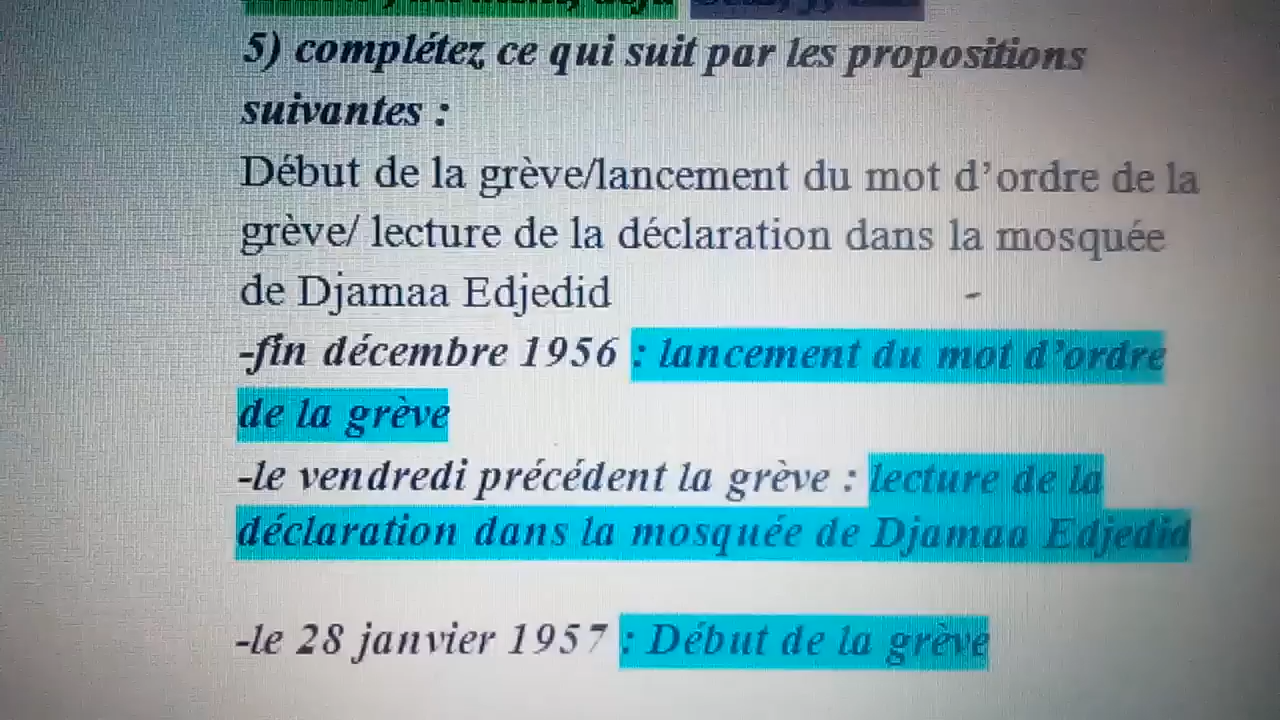 5) complétez ce qui suit par les propositions
suivantes :
Début de la grève/lancement du mot d’ordre de la
grève/ lecture de la déclaration dans la mosquée
de Djamaa Edjedid
-fin décembre 1956 : lancement du mot d’ordre
de la grève
-le vendredi précédent la grève : lecture de la
déclaration dans la mosquée de Djamaa Edjedid
-le 28 janvier 1957 : Début de la grève